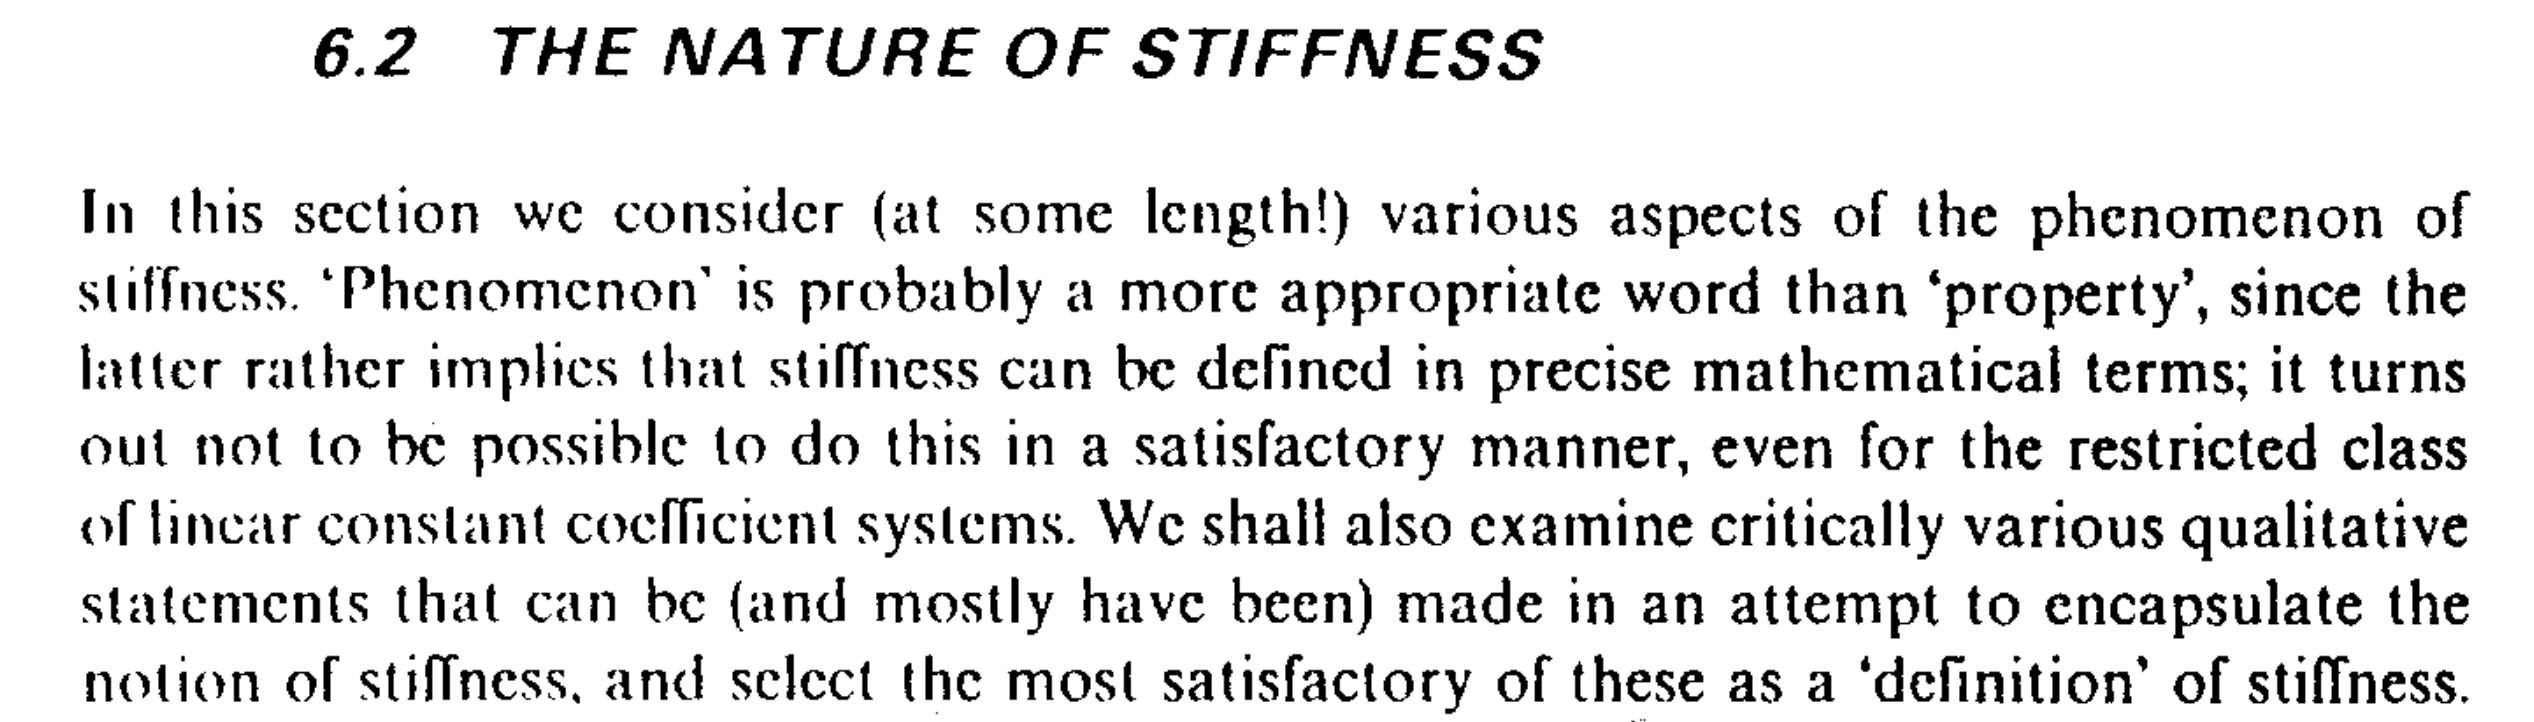 6.2 THE NATURE OF STIFFNESS
In this section we consider (at some length!) various aspects of the phenomenon of
stiffness. ‘Phenomenon’ is probably a more appropriate word than ‘property’, since the
latter rather implies that stiffness can be defined in precise mathematical terms; it turns
out not to be possible to do this in a satisfactory manner, even for the restricted class
of linear constant coefficient systems. We shall also examine critically various qualitative
statements that can be (and mostly have been) made in an attempt to encapsulate the
notion of stiffness, and select the most satisfactory of these as a ‘definition’ of stiffness.